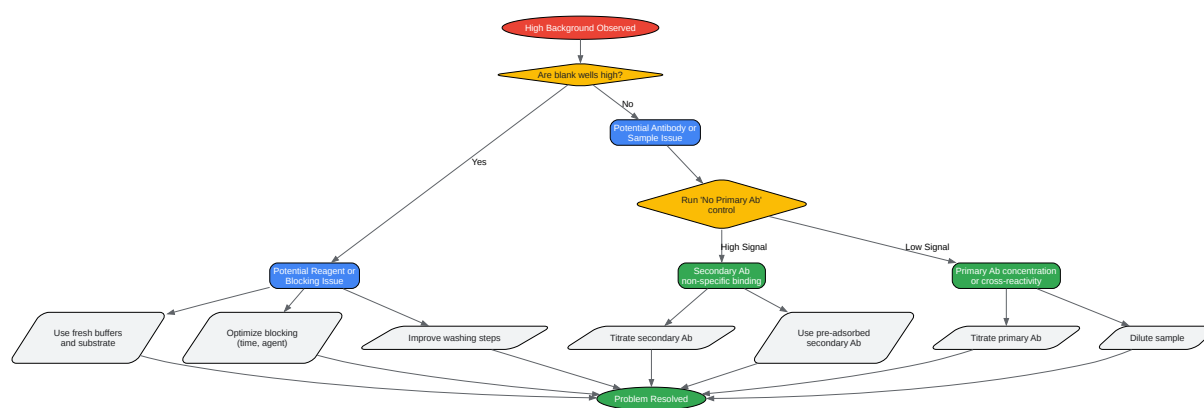 High Background Observed
Are blank wells high?
No
Potential Antibody or
Sample Issue
Yes
Run 'No Primary Ab'
control
High Signal
Low Signal
Potential Reagent or
Blocking Issue
Secondary Ab
non-specific binding
Primary Ab concentration
or cross-reactivity
Use fresh buffers
and substrate
Optimize blocking
(time, agent)
Improve washing steps
Titrate secondary Ab
Use pre-adsorbed
secondary Ab
Titrate primary Ab
Dilute sample
Problem Resolved